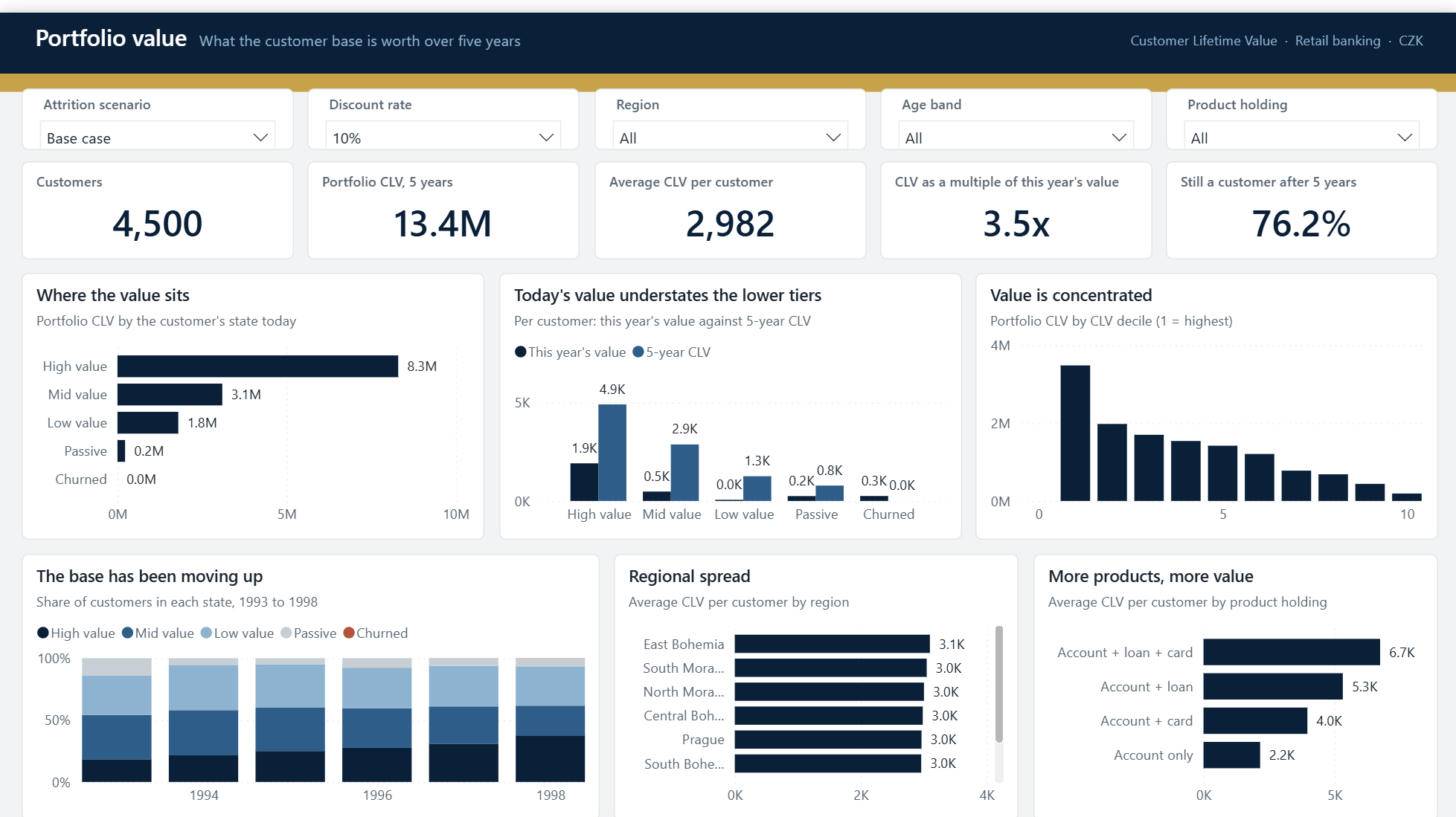 Portfolio value What the customer base is worth over five years
Customer Lifetime Value · Retail banking · CZK
Attrition scenario
Base case
Discount rate
10%
Region
All
Age band
All
Product holding
All
Customers
4,500
Portfolio CLV, 5 years
13.4M
Average CLV per customer
2,982
CLV as a multiple of this year's value
3.5x
Still a customer after 5 years
76.2%
Where the value sits
Portfolio CLV by the customer's state today
High value 8.3M
Mid value 3.1M
Low value 1.8M
Passive 0.2M
Churned 0.0M
0M 5M 10M
Today's value understates the lower tiers
Per customer: this year's value against 5-year CLV
This year's value 5-year CLV
5K
0K
1.9K 4.9K
0.5K 2.9K
0.0K 1.3K
0.2K 0.8K
0.3K 0.0K
High value Mid value Low value Passive Churned
Value is concentrated
Portfolio CLV by CLV decile (1 = highest)
4M
2M
0M
0 5 10
The base has been moving up
Share of customers in each state, 1993 to 1998
High value Mid value Low value Passive Churned
100%
50%
0%
1994 1996 1998
Regional spread
Average CLV per customer by region
East Bohemia 3.1K
South Mora... 3.0K
North Mora... 3.0K
Central Boh... 3.0K
Prague 3.0K
South Bohe... 3.0K
0K 2K 4K
More products, more value
Average CLV per customer by product holding
Account + loan + card 6.7K
Account + loan 5.3K
Account + card 4.0K
Account only 2.2K
0K 5K